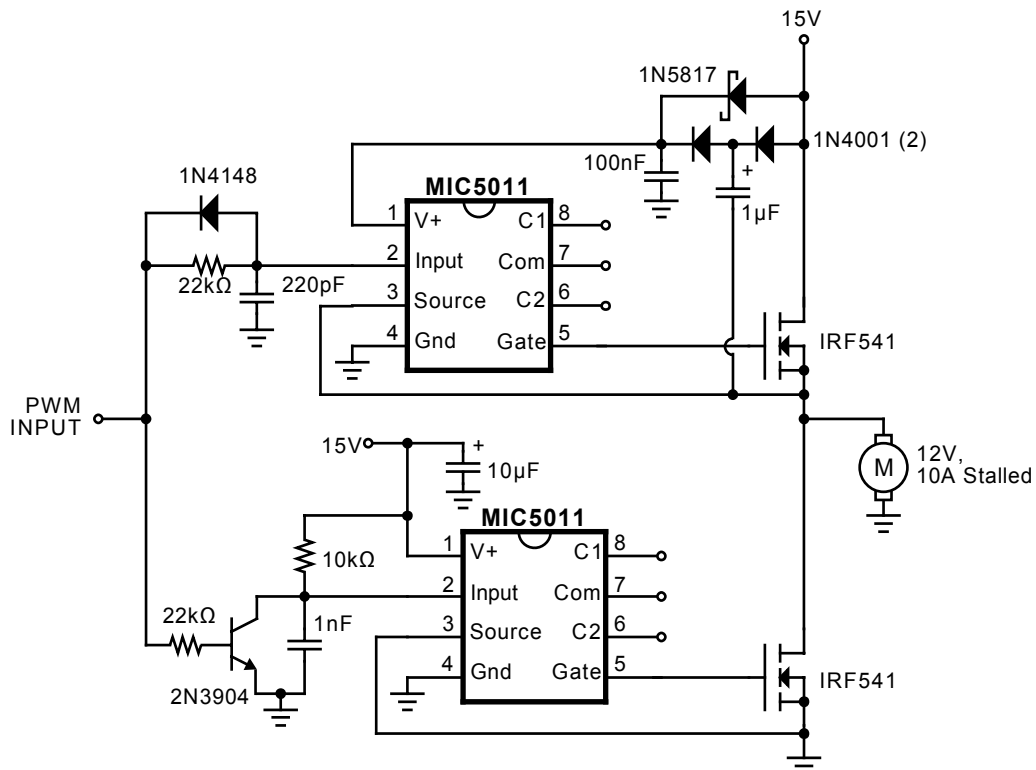 15V
1N5817
1N4001 (2)
100nF
+
1µF
1N4148
MIC5011
1 V+ C1 8
2 Input Com 7
3 Source C2 6
4 Gnd Gate 5
22kΩ
220pF
IRF541
PWM
INPUT
15V
+
10µF
M
12V,
10A Stalled
MIC5011
1 V+ C1 8
2 Input Com 7
3 Source C2 6
4 Gnd Gate 5
10kΩ
22kΩ
1nF
2N3904
IRF541